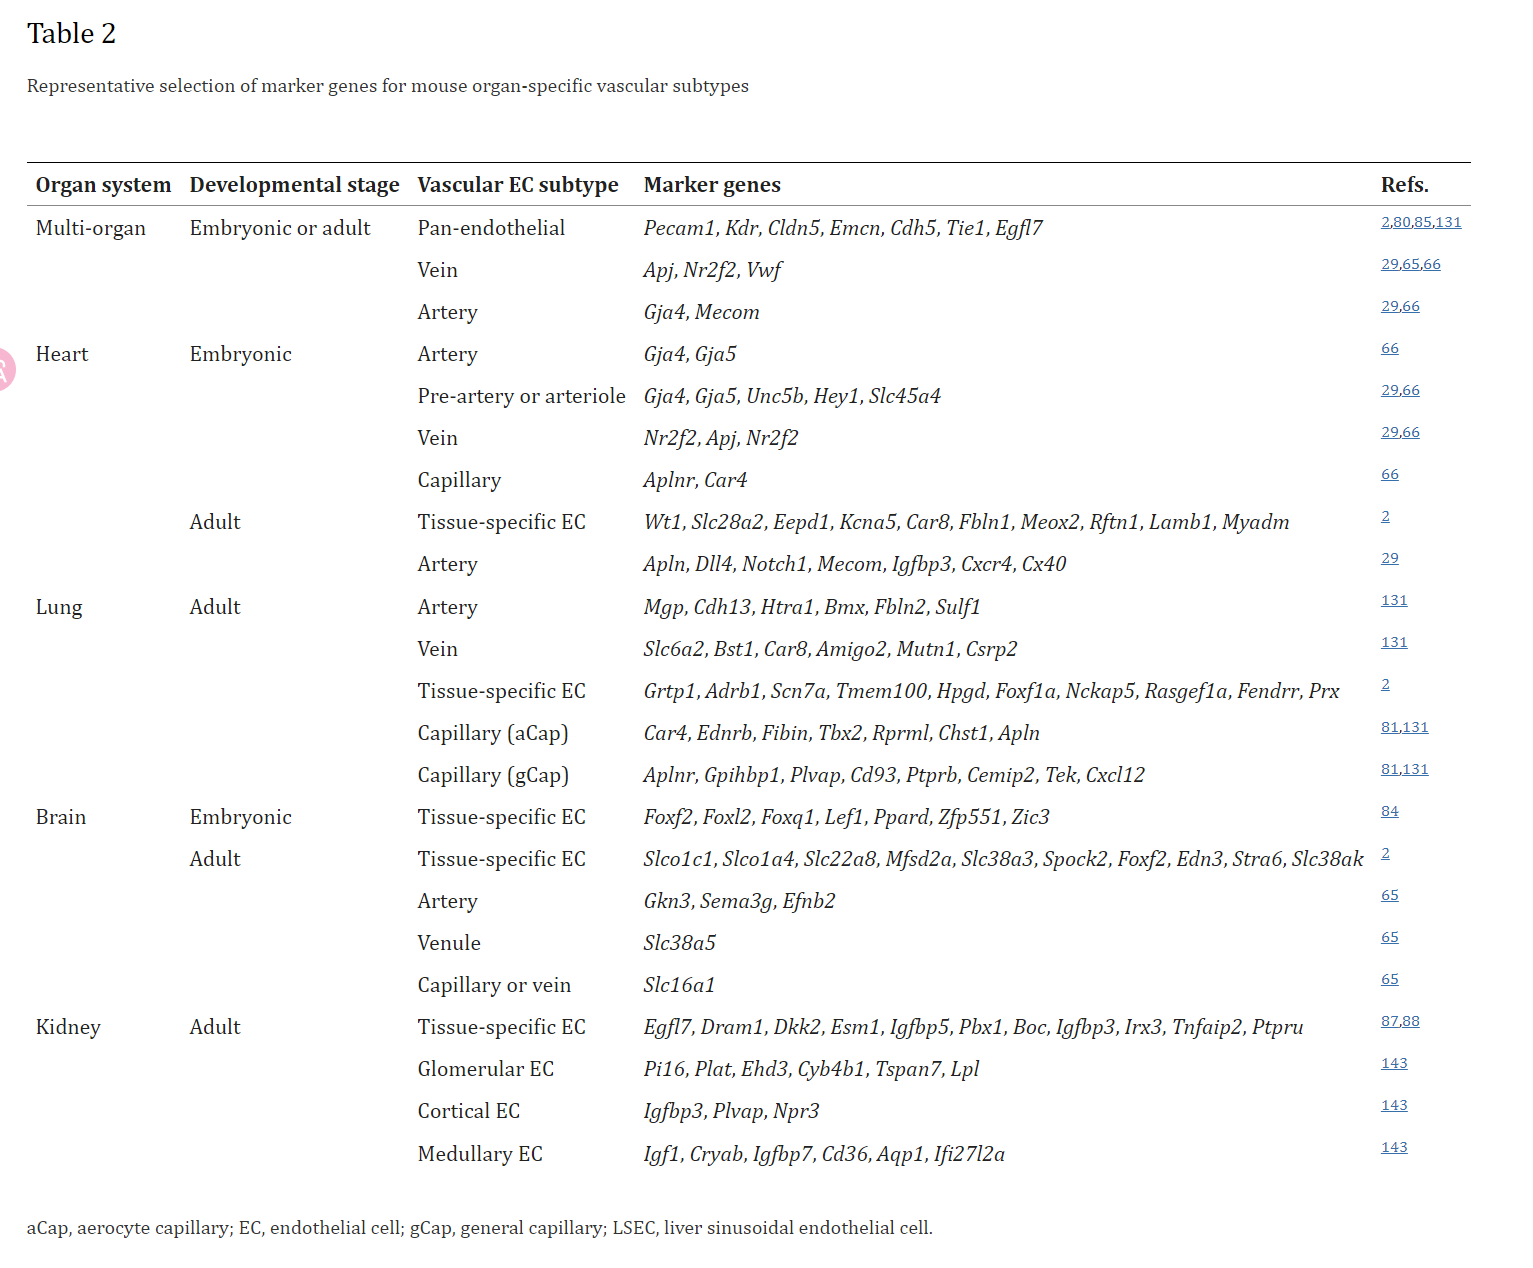 Table 2
Representative selection of marker genes for mouse organ-specific vascular subtypes
Organ system Developmental stage Vascular EC subtype Marker genes Refs.
Multi-organ Embryonic or adult Pan-endothelial Pecam1, Kdr, Cldn5, Emcn, Cdh5, Tie1, Egfl7 2,80,85,131
Vein Apj, Nr2f2, Vwf 29,65,66
Artery Gja4, Mecom 29,66
Heart Embryonic Artery Gja4, Gja5 66
Pre-artery or arteriole Gja4, Gja5, Unc5b, Hey1, Slc45a4 29,66
Vein Nr2f2, Apj, Nr2f2 29,66
Capillary Aplnr, Car4 66
Adult Tissue-specific EC Wt1, Slc28a2, Eepd1, Kcna5, Car8, Fbln1, Meox2, Rftn1, Lamb1, Myadm 2
Artery Apln, Dll4, Notch1, Mecom, Igfbp3, Cxcr4, Cx40 29
Lung Adult Artery Mgp, Cdh13, Htra1, Bmx, Fbln2, Sulf1 131
Vein Slc6a2, Bst1, Car8, Amigo2, Mutn1, Csrp2 131
Tissue-specific EC Grtp1, Adrb1, Scn7a, Tmem100, Hpgd, Foxf1a, Nckap5, Rasgef1a, Fendrr, Prx 2
Capillary (aCap) Car4, Ednrb, Fibin, Tbx2, Rprml, Chst1, Apln 81,131
Capillary (gCap) Aplnr, Gpihbp1, Plvap, Cd93, Ptprb, Cemip2, Tek, Cxcl12 81,131
Brain Embryonic Tissue-specific EC Foxf2, Foxl2, Foxq1, Lef1, Ppard, Zfp551, Zic3 84
Adult Tissue-specific EC Slco1c1, Slco1a4, Slc22a8, Mfsd2a, Slc38a3, Spock2, Foxf2, Edn3, Stra6, Slc38ak 2
Artery Gkn3, Sema3g, Efnb2 65
Venule Slc38a5 65
Capillary or vein Slc16a1 65
Kidney Adult Tissue-specific EC Egfl7, Dram1, Dkk2, Esm1, Igfbp5, Pbx1, Boc, Igfbp3, Irx3, Tnfaip2, Ptpru 87,88
Glomerular EC Pi16, Plat, Ehd3, Cyb4b1, Tspan7, Lpl 143
Cortical EC Igfbp3, Plvap, Npr3 143
Medullary EC Igf1, Cryab, Igfbp7, Cd36, Aqp1, Ifi27l2a 143
aCap, aerocyte capillary; EC, endothelial cell; gCap, general capillary; LSEC, liver sinusoidal endothelial cell.